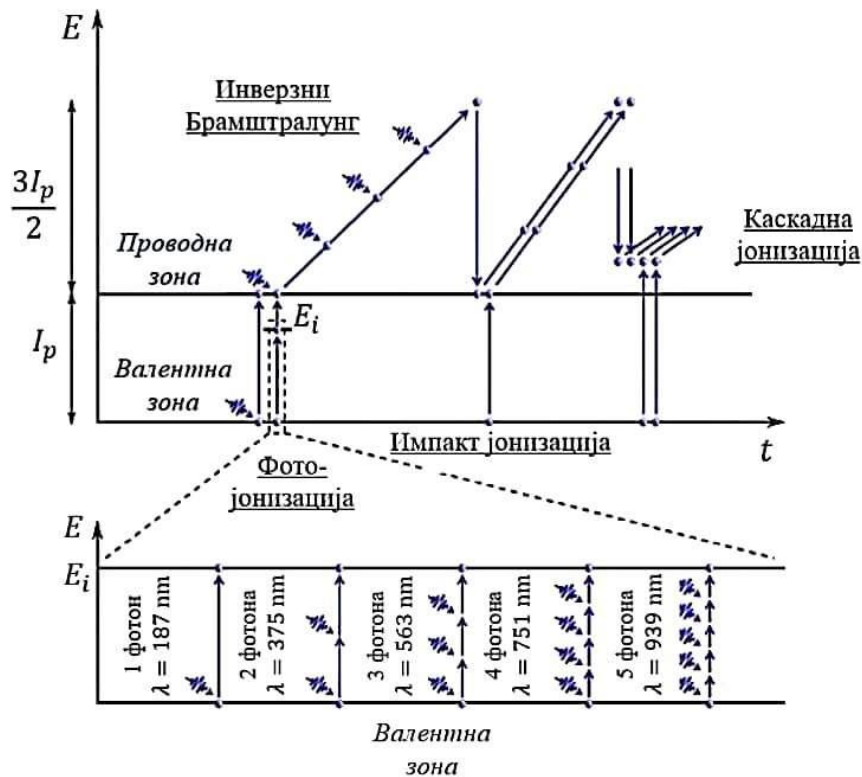 E
Инверзни
Брамштралунг
3I_p
2
Проводна
зона
Каскадна
јонизација
E_i
I_p
Валентна
зона
Импакт јонизација
t
Фото-
јонизација
E
E_i
1 фотон
λ = 187 nm
2 фотона
λ = 375 nm
3 фотона
λ = 563 nm
4 фотона
λ = 751 nm
5 фотона
λ = 939 nm
Валентна
зона